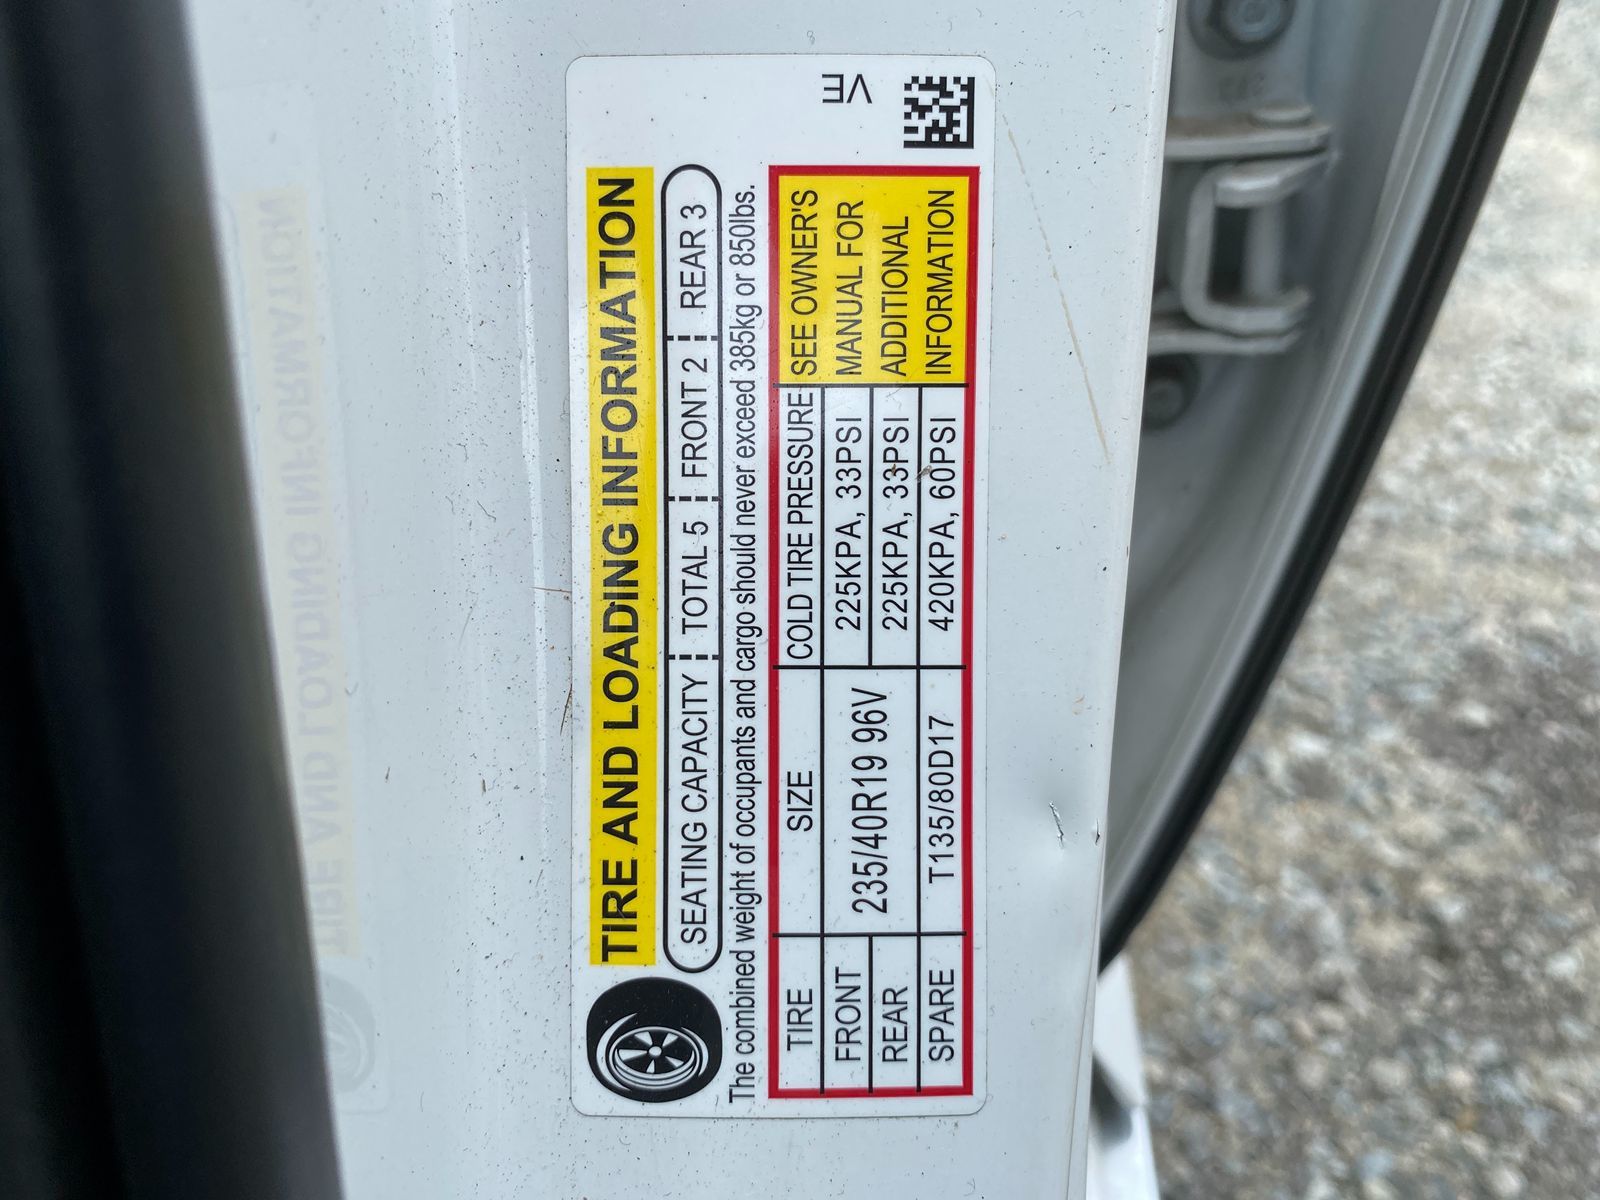 VE
TIRE AND LOADING INFORMATION
SEATING CAPACITY TOTAL 5 FRONT 2 REAR 3
The combined weight of occupants and cargo should never exceed 385kg or 850lbs.
TIRE SIZE COLD TIRE PRESSURE SEE OWNER'S
FRONT 235/40R19 96V 225KPA, 33PSI MANUAL FOR
REAR 225KPA, 33PSI ADDITIONAL
SPARE T135/80D17 420KPA, 60PSI INFORMATION